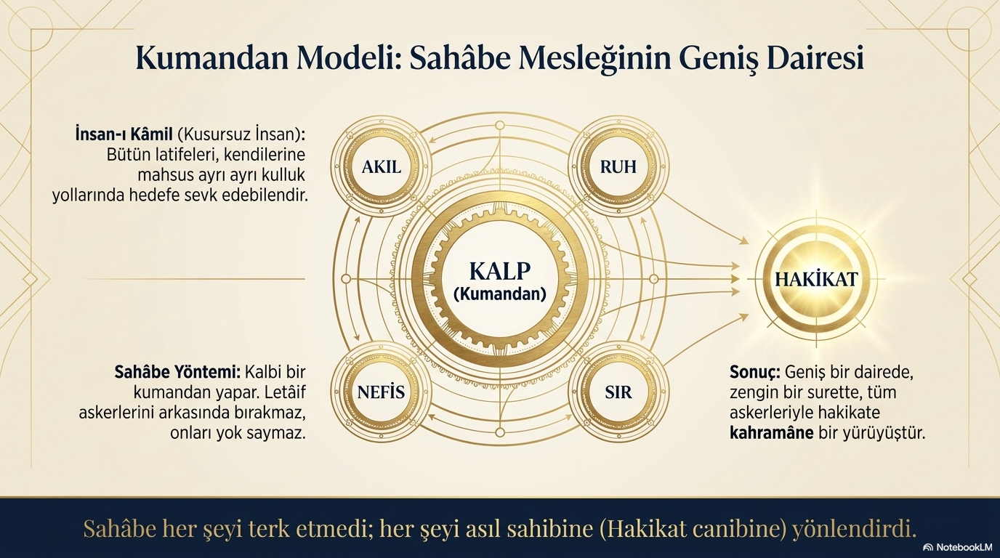 Kumandan Modeli: Sahâbe Mesleğinin Geniş Dairesi
İnsan-ı Kâmil (Kusursuz İnsan):
Bütün latifeleri, kendilerine
mahsus ayrı ayrı kulluk
yollarında hedefe sevk edebilendir.
AKIL
RUH
KALP
(Kumandan)
HAKİKAT
NEFİS
SIR
Sahâbe Yöntemi: Kalbi bir
kumandan yapar. Letâif
askerlerini arkasında bırakmaz,
onları yok saymaz.
Sonuç: Geniş bir dairede,
zengin bir surette, tüm
askerleriyle hakikate
kahramâne bir yürüyüştür.
Sahâbe her şeyi terk etmedi; her şeyi asıl sahibine (Hakikat canibine) yönlendirdi.
NotebookLM